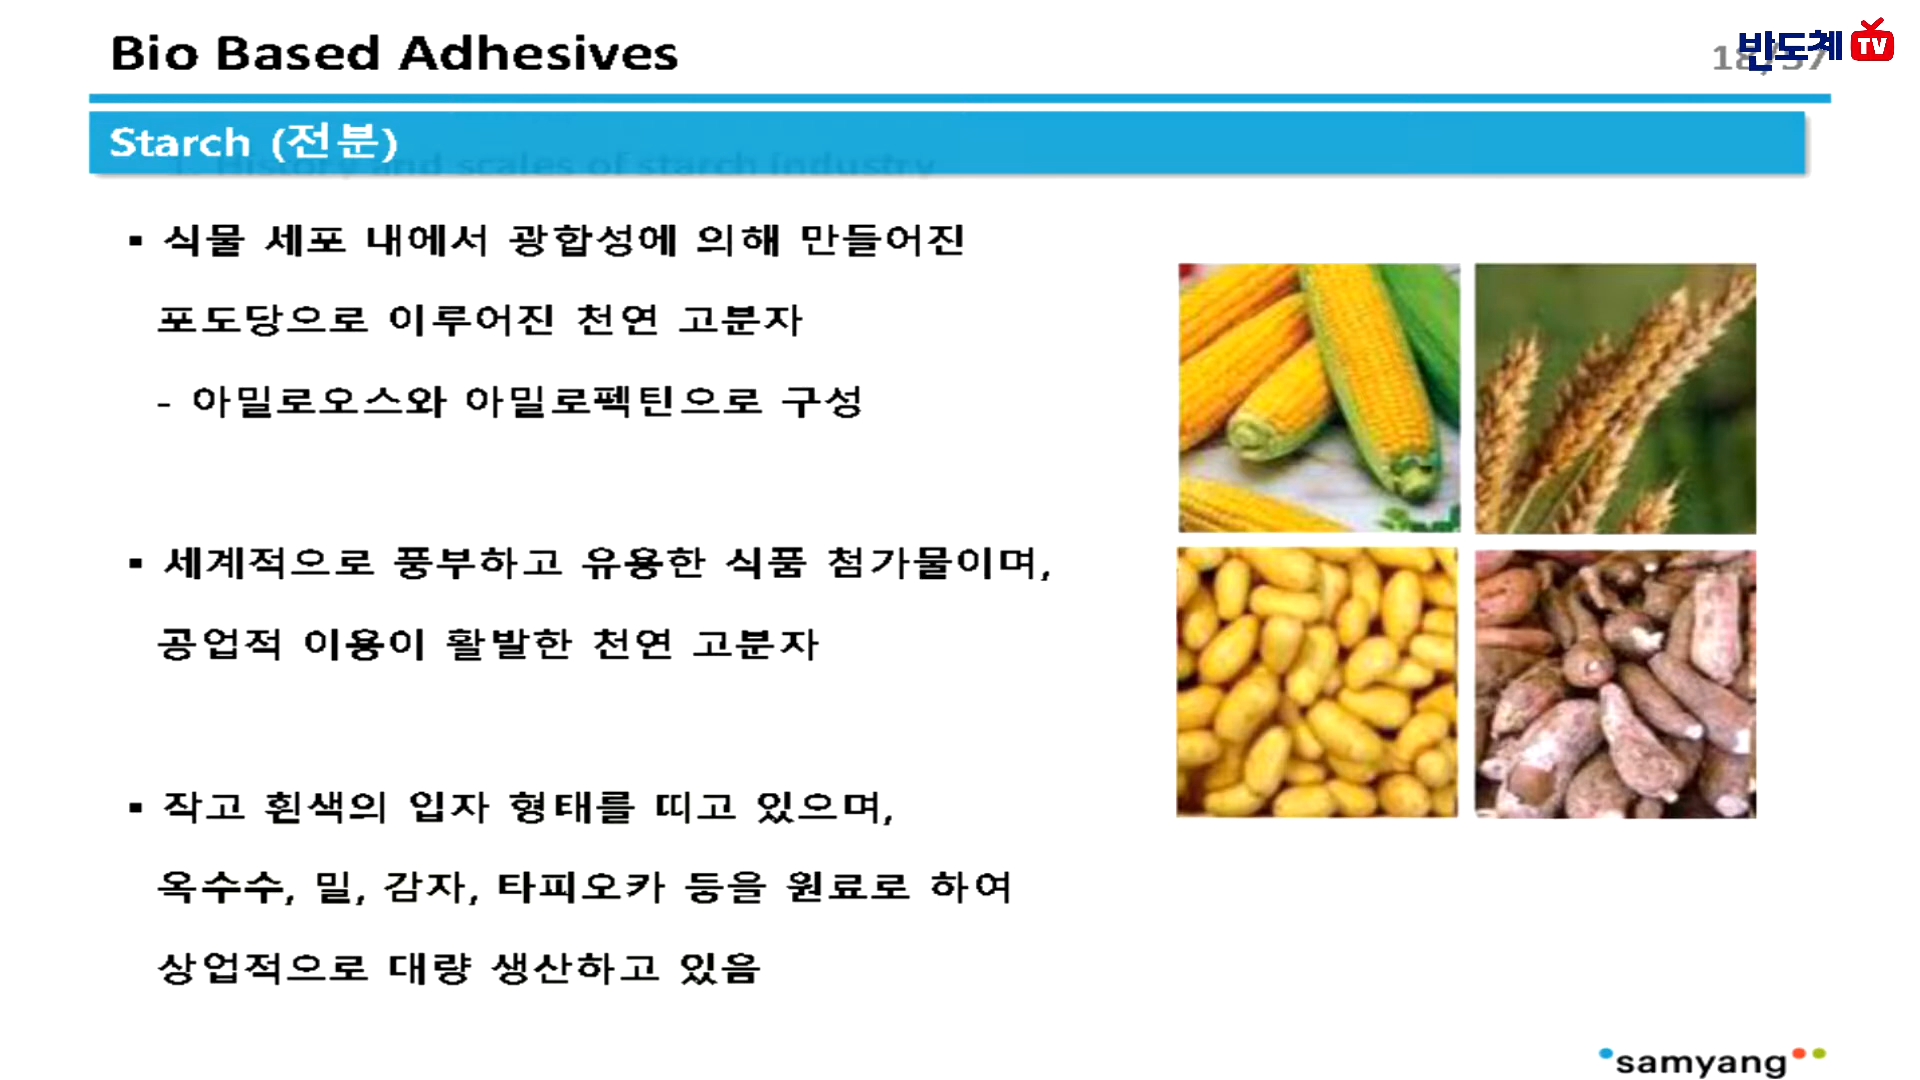 Bio Based Adhesives
반도체 TV
Starch (전분)
History and scales of starch industry
▪ 식물 세포 내에서 광합성에 의해 만들어진
포도당으로 이루어진 천연 고분자
- 아밀로오스와 아밀로펙틴으로 구성
▪ 세계적으로 풍부하고 유용한 식품 첨가물이며,
공업적 이용이 활발한 천연 고분자
▪ 작고 흰색의 입자 형태를 띠고 있으며,
옥수수, 밀, 감자, 타피오카 등을 원료로 하여
상업적으로 대량 생산하고 있음
samyang